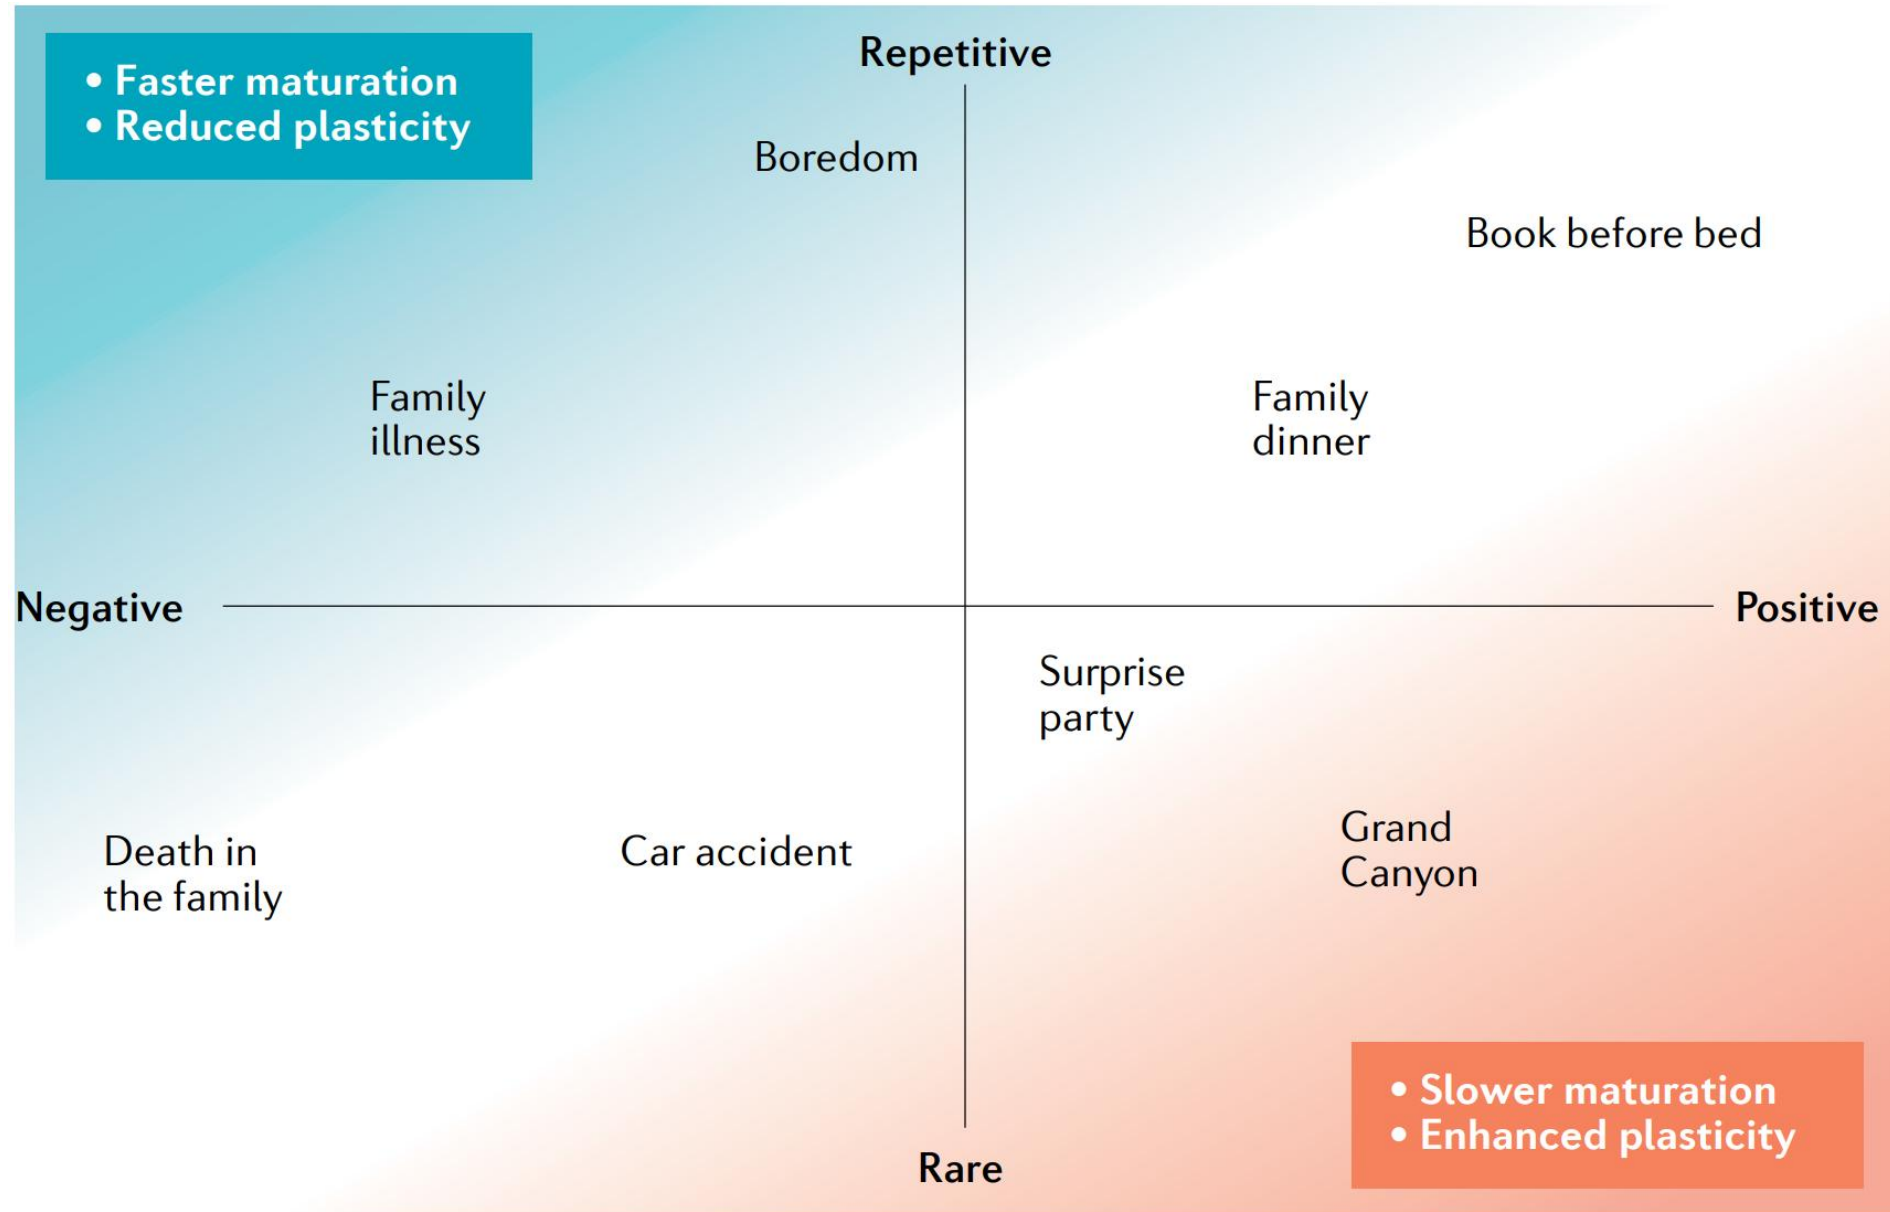 • Faster maturation
• Reduced plasticity
Repetitive
Boredom
Book before bed
Family
illness
Family
dinner
Negative
Positive
Surprise
party
Death in
the family
Car accident
Grand
Canyon
• Slower maturation
• Enhanced plasticity
Rare